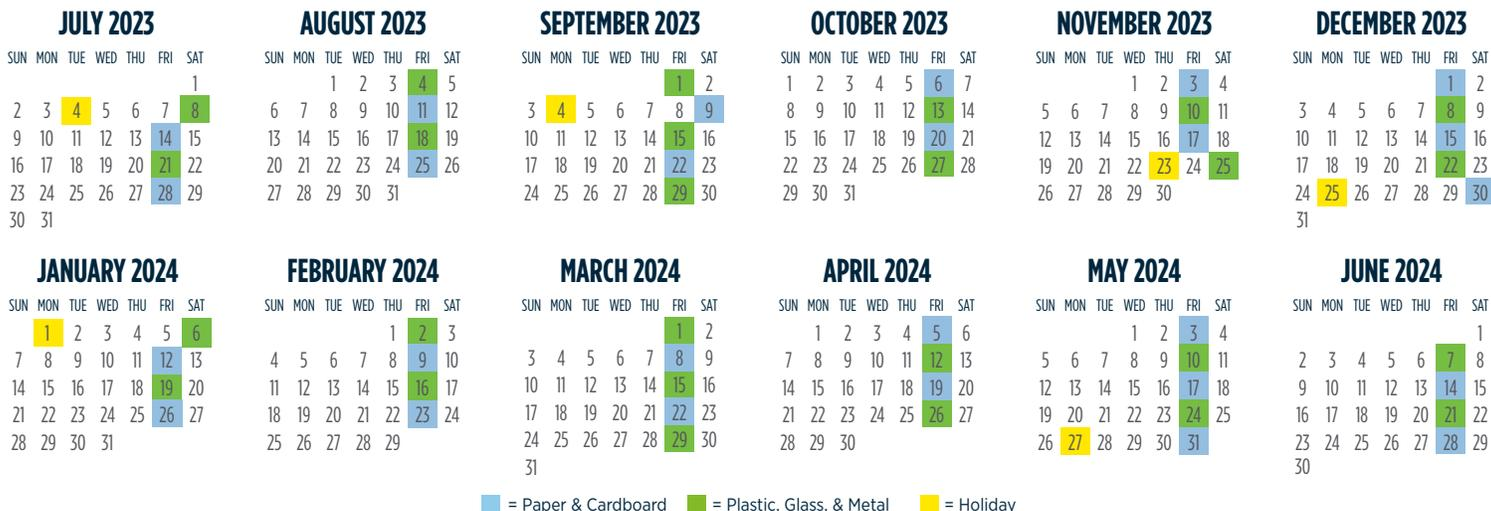 JULY 2023 AUGUST 2023 SEPTEMBER 2023 OCTOBER 2023 NOVEMBER 2023 DECEMBER 2023
SUN MON TUE WED THU FRI SAT SUN MON TUE WED THU FRI SAT SUN MON TUE WED THU FRI SAT SUN MON TUE WED THU FRI SAT SUN MON TUE WED THU FRI SAT SUN MON TUE WED THU FRI SAT
1 1 2 3 4 5 1 2 1 2 3 4 5 6 7 1 2 3 4 1 2
2 3 4 5 6 7 8 6 7 8 9 10 11 12 3 4 5 6 7 8 9 8 9 10 11 12 13 14 5 6 7 8 9 10 11 3 4 5 6 7 8 9
9 10 11 12 13 14 15 13 14 15 16 17 18 19 10 11 12 13 14 15 16 15 16 17 18 19 20 21 12 13 14 15 16 17 18 10 11 12 13 14 15 16
16 17 18 19 20 21 22 20 21 22 23 24 25 26 17 18 19 20 21 22 23 22 23 24 25 26 27 28 19 20 21 22 23 24 25 17 18 19 20 21 22 23
23 24 25 26 27 28 29 27 28 29 30 31 24 25 26 27 28 29 30 29 30 31 26 27 28 29 30 24 25 26 27 28 29 30
30 31 31
JANUARY 2024 FEBRUARY 2024 MARCH 2024 APRIL 2024 MAY 2024 JUNE 2024
SUN MON TUE WED THU FRI SAT SUN MON TUE WED THU FRI SAT SUN MON TUE WED THU FRI SAT SUN MON TUE WED THU FRI SAT SUN MON TUE WED THU FRI SAT SUN MON TUE WED THU FRI SAT
1 2 3 4 5 6 1 2 3 1 2 1 2 3 4 5 6 1 2 3 4 1
7 8 9 10 11 12 13 4 5 6 7 8 9 10 3 4 5 6 7 8 9 7 8 9 10 11 12 13 5 6 7 8 9 10 11 2 3 4 5 6 7 8
14 15 16 17 18 19 20 11 12 13 14 15 16 17 10 11 12 13 14 15 16 14 15 16 17 18 19 20 12 13 14 15 16 17 18 9 10 11 12 13 14 15
21 22 23 24 25 26 27 18 19 20 21 22 23 24 17 18 19 20 21 22 23 21 22 23 24 25 26 27 19 20 21 22 23 24 25 16 17 18 19 20 21 22
28 29 30 31 25 26 27 28 29 24 25 26 27 28 29 30 28 29 30 26 27 28 29 30 31 23 24 25 26 27 28 29
31 30
= Paper & Cardboard = Plastic, Glass, & Metal = Holiday